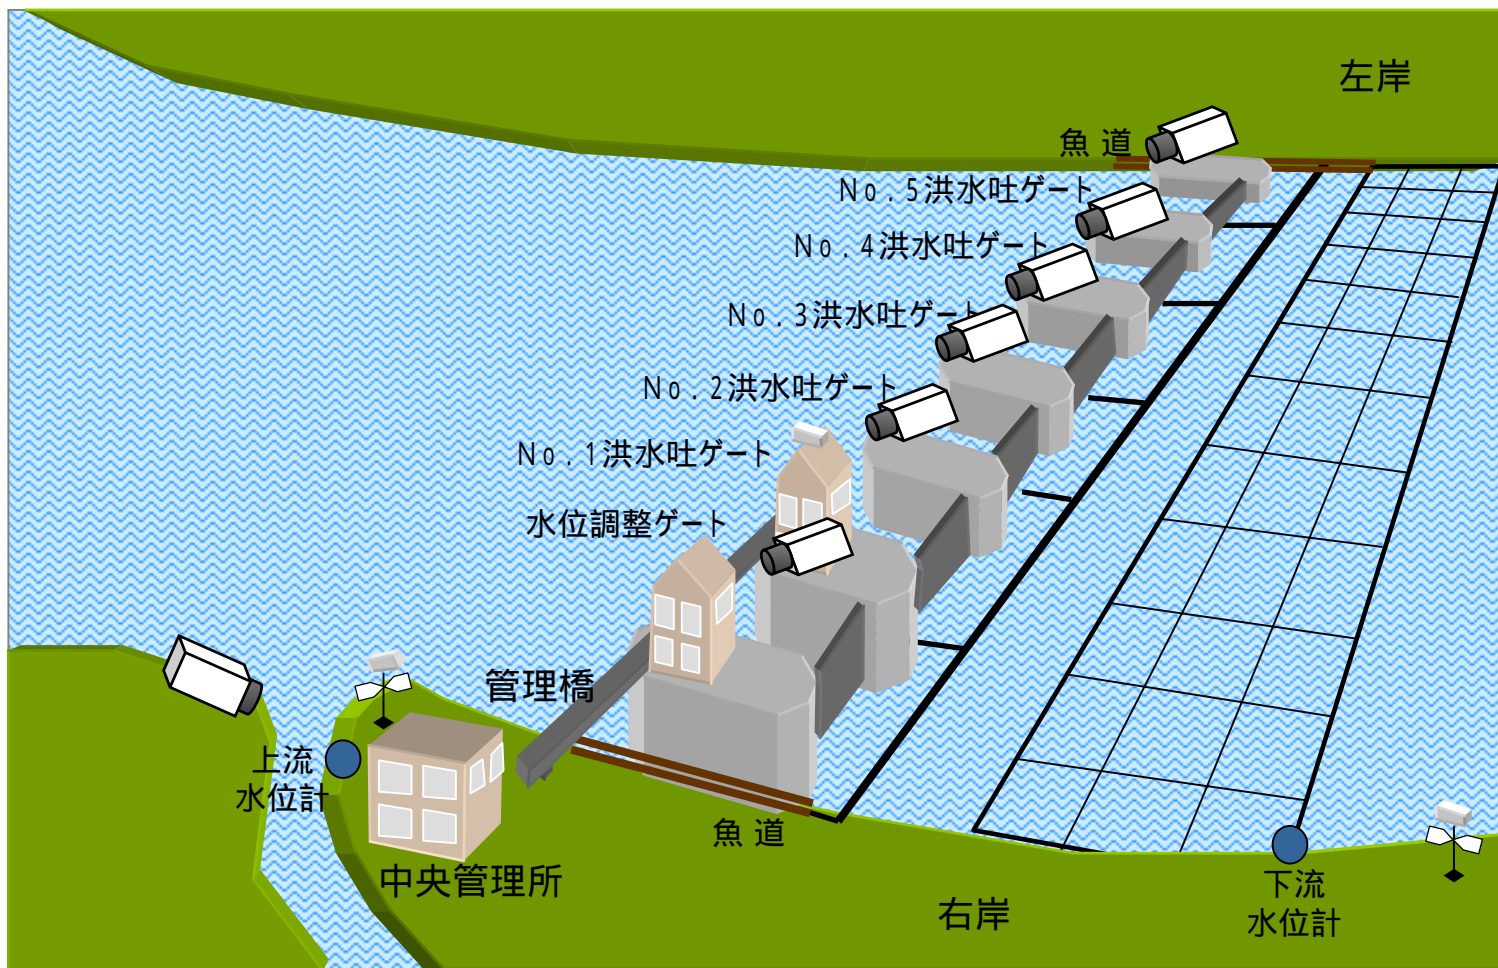 左岸
魚 道
No．5洪水吐ゲート
No．4洪水吐ゲート
No．3洪水吐ゲート
No．2洪水吐ゲート
No．1洪水吐ゲート
水位調整ゲート
管理橋
上流
水位計
魚 道
中央管理所
右岸
下流
水位計